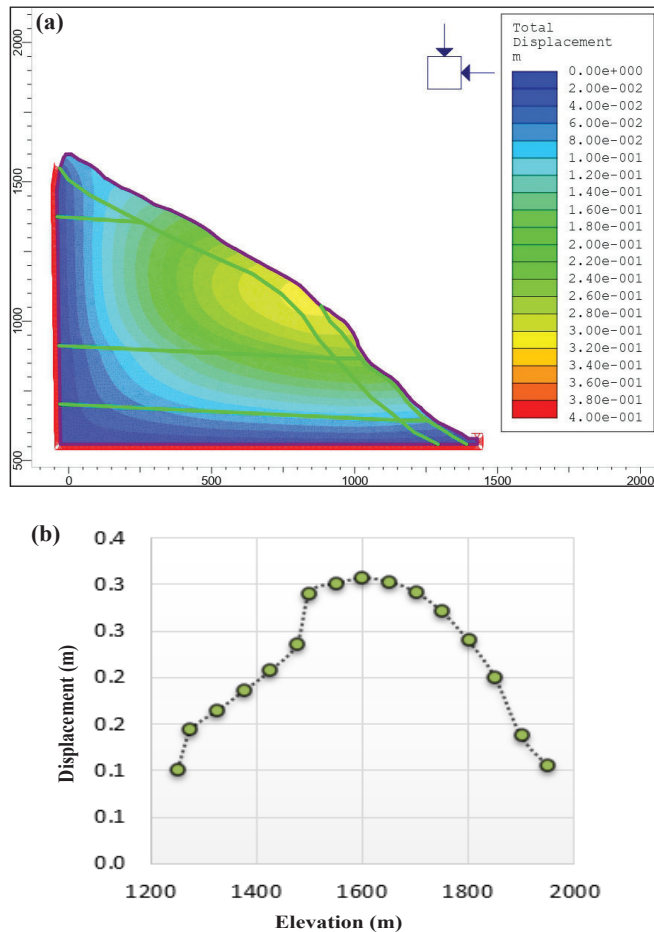 (a)
2000
1500
1000
500
0
500
1000
1500
2000
Total
Displacement
m
0.00e+000
2.00e-002
4.00e-002
6.00e-002
8.00e-002
1.00e-001
1.20e-001
1.40e-001
1.60e-001
1.80e-001
2.00e-001
2.20e-001
2.40e-001
2.60e-001
2.80e-001
3.00e-001
3.20e-001
3.40e-001
3.60e-001
3.80e-001
4.00e-001
(b)
Displacement (m)
0.4
0.3
0.3
0.2
0.2
0.1
0.1
0.0
1200
1400
1600
1800
2000
Elevation (m)